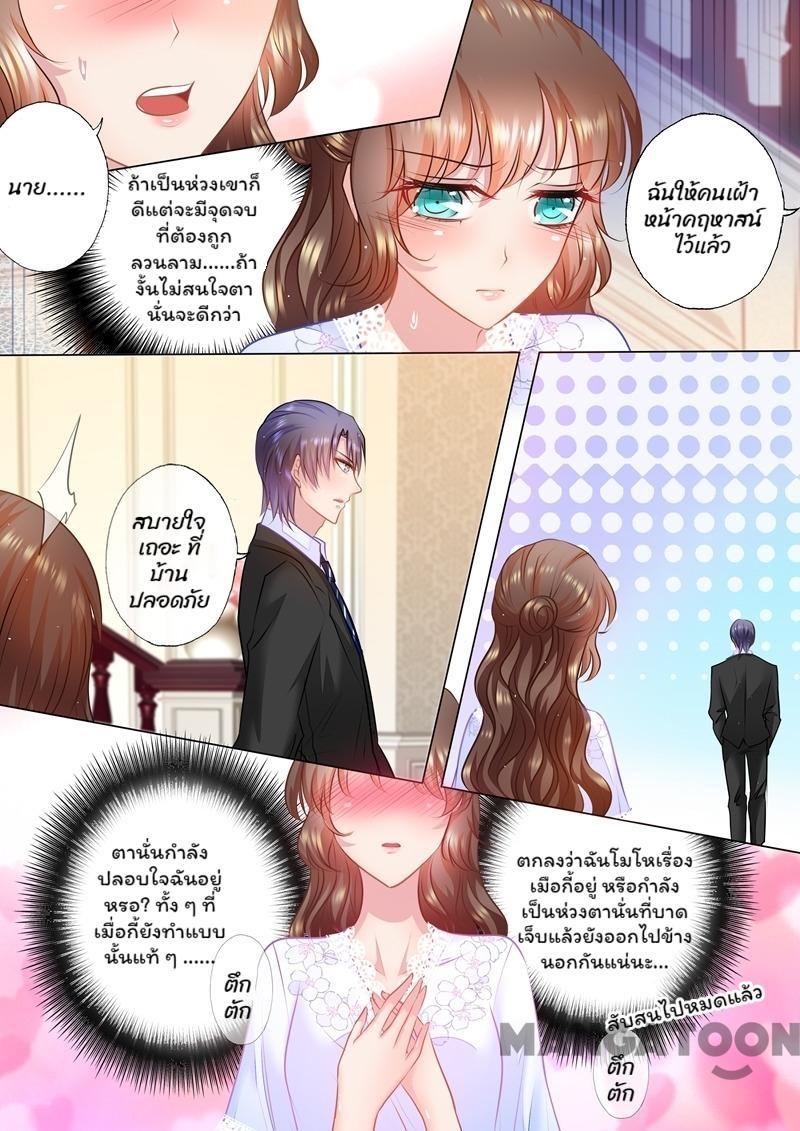 นาย......
ถ้าเป็นห่วงเขาก็
ดีแต่จะมีจุดจบ
ที่ต้องถูก
ลวนลาม......ถ้า
งั้นไม่สนใจตา
นั่นจะดีกว่า
ฉันให้คนเฝ้า
หน้าคฤหาสน์
ไว้แล้ว
สบายใจ
เถอะ ที่
บ้าน
ปลอดภัย
ตานั่นกำลัง
ปลอบใจฉันอยู่
หรอ? ทั้ง ๆ ที่
เมื่อกี้ยังทำแบบ
นั้นแท้ ๆ ......
ตึก
ตัก
ตกลงว่าฉันโมโหเรื่อง
เมื่อกี้อยู่ หรือกำลัง
เป็นห่วงตานั่นที่บาด
เจ็บแล้วยังออกไปข้าง
นอกกันแน่นะ...
สับสนไปหมดแล้ว
MANGATOON
ตึก
ตัก